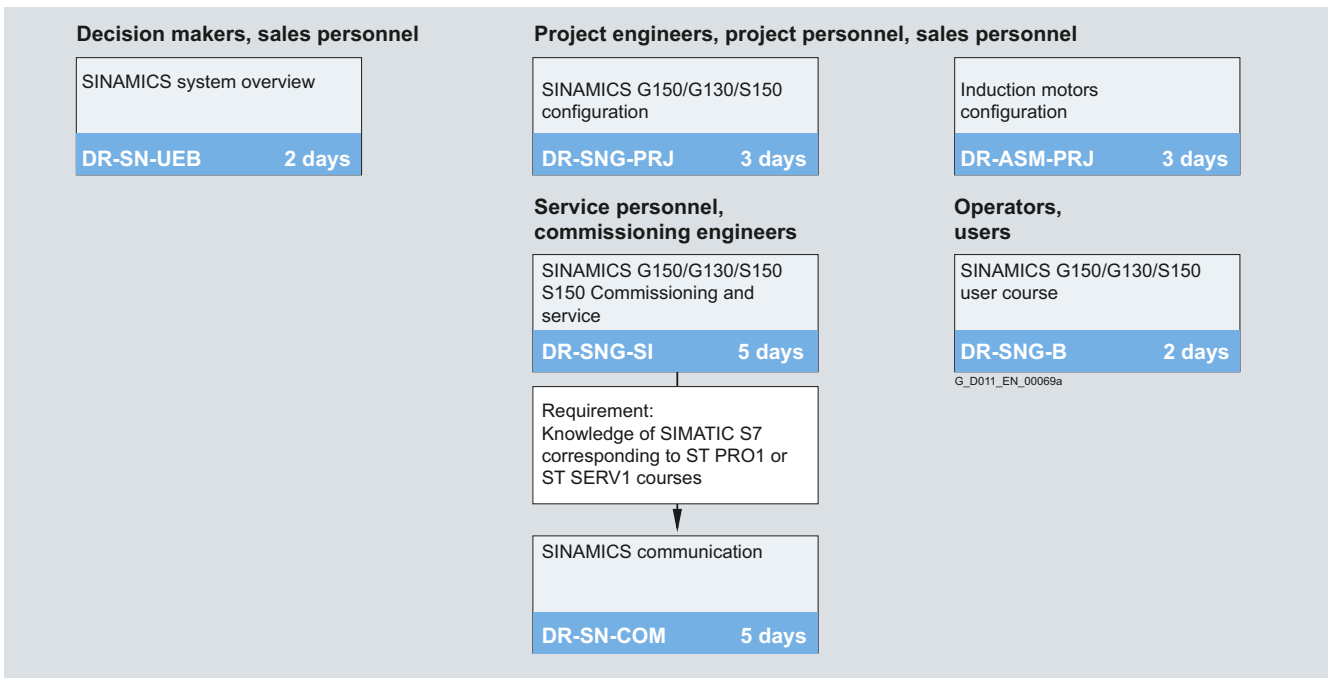 Decision makers, sales personnel
SINAMICS system overview
DR-SN-UEB 2 days
Project engineers, project personnel, sales personnel
SINAMICS G150/G130/S150
configuration
DR-SNG-PRJ 3 days
Induction motors
configuration
DR-ASM-PRJ 3 days
Service personnel,
commissioning engineers
SINAMICS G150/G130/S150
S150 Commissioning and
service
DR-SNG-SI 5 days
Requirement:
Knowledge of SIMATIC S7
corresponding to ST PRO1 or
ST SERV1 courses
SINAMICS communication
DR-SN-COM 5 days
Operators,
users
SINAMICS G150/G130/S150
user course
DR-SNG-B 2 days
G_D011_EN_00069a